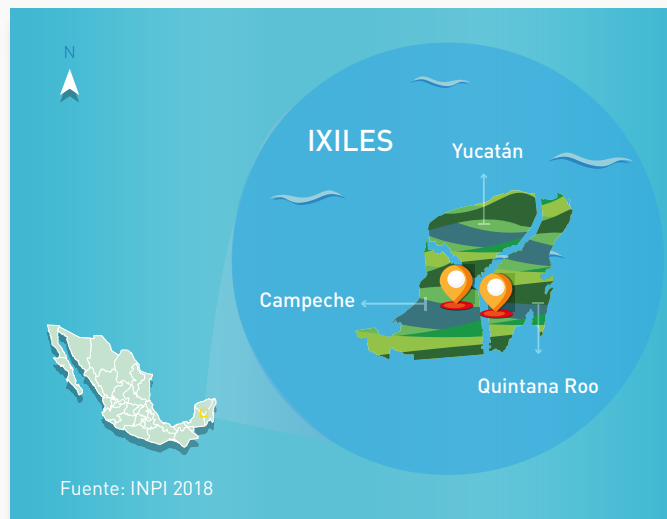 N
IXILES
Yucatán
Campeche
Quintana Roo
Fuente: INPI 2018